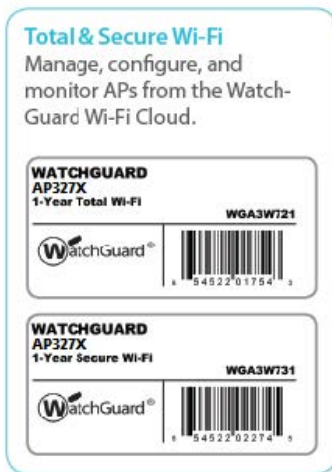 Total & Secure Wi-Fi
Manage, configure, and
monitor APs from the Watch-
Guard Wi-Fi Cloud.
WATCHGUARD
AP327X
1-Year Total Wi-Fi
WGA3W721
WatchGuard®
6 54522 01754 3
WATCHGUARD
AP327X
1-Year Secure Wi-Fi
WGA3W731
WatchGuard®
6 54522 02274 5